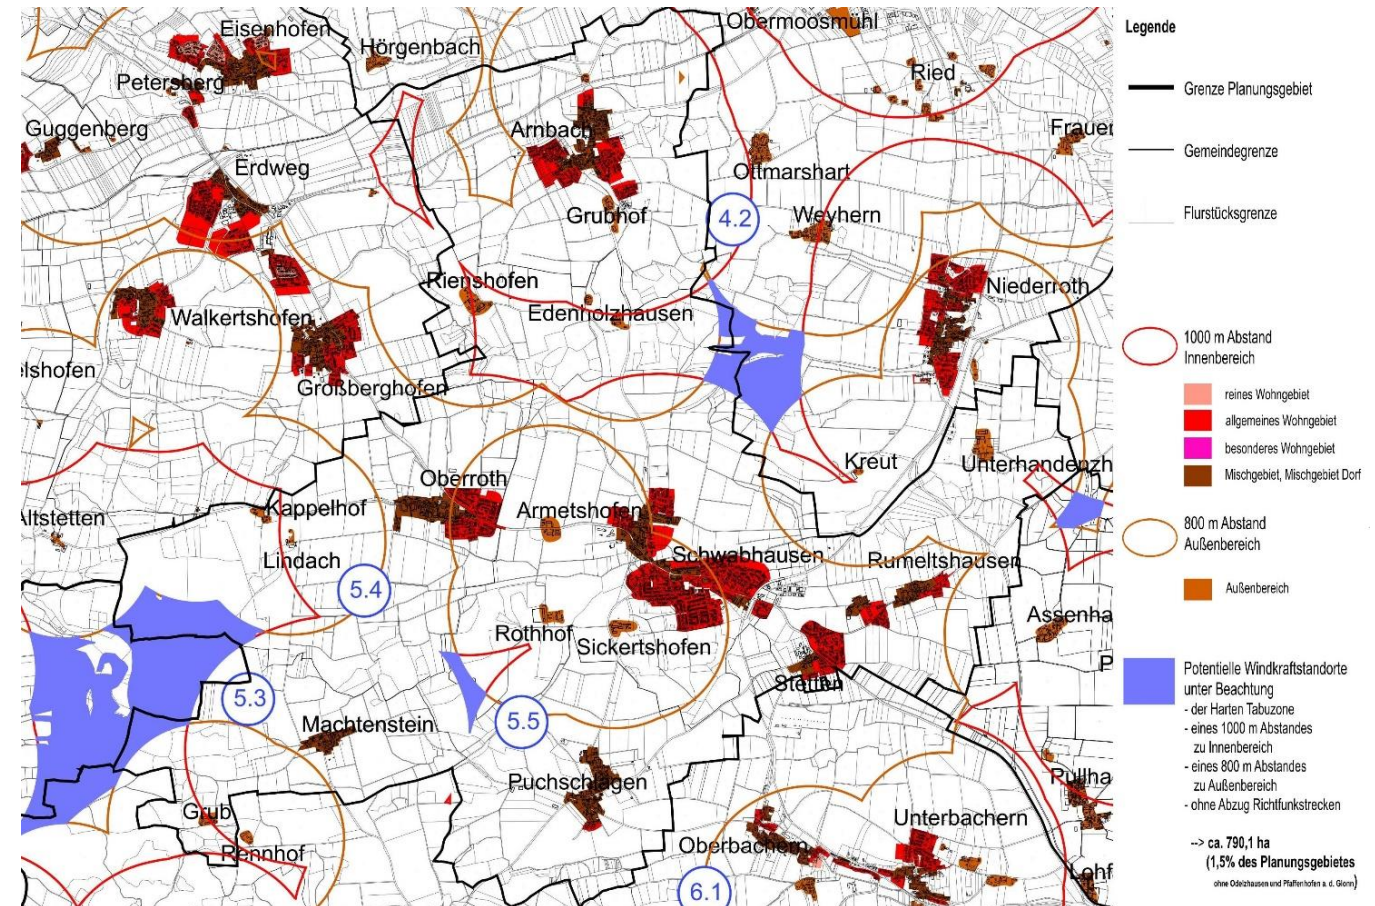 Eisenhofen
Hörgenbach
Obermoosmühl
Petersberg
Ried
Guggenberg
Arnbach
Frauer
Erdweg
Ottmarshart
Grubhof
4.2
Weyhern
Rienshofen
Niederroth
Walkertshofen
Edenholzhausen
elshofen
Großberghofen
Kreut
Unterhandenzh
Oberroth
Kappelhof
Armetshofen
Altstetten
Lindach
Schwabhausen
Rumeltshausen
5.4
Assenha
Rothhof
Sickertshofen
P
Stetten
5.3
5.5
Machtenstein
Puchschlagen
Pullha
Grub
Unterbachern
Rennhof
Oberbachern
Lohf
6.1
Legende
Grenze Planungsgebiet
Gemeindegrenze
Flurstücksgrenze
1000 m Abstand
Innenbereich
reines Wohngebiet
allgemeines Wohngebiet
besonderes Wohngebiet
Mischgebiet, Mischgebiet Dorf
800 m Abstand
Außenbereich
Außenbereich
Potentielle Windkraftstandorte
unter Beachtung
- der Harten Tabuzone
- eines 1000 m Abstandes
zu Innenbereich
- eines 800 m Abstandes
zu Außenbereich
- ohne Abzug Richtfunkstrecken
--> ca. 790,1 ha
(1,5% des Planungsgebietes
ohne Odelzhausen und Pfaffenhofen a. d. Glonn)